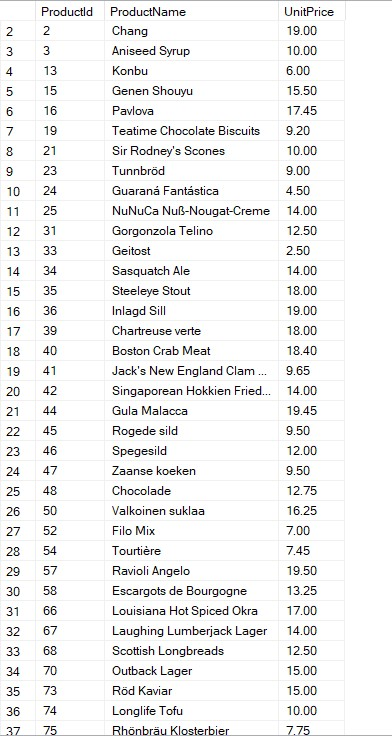 ProductId ProductName UnitPrice
2 2 Chang 19.00
3 3 Aniseed Syrup 10.00
4 13 Konbu 6.00
5 15 Genen Shouyu 15.50
6 16 Pavlova 17.45
7 19 Teatime Chocolate Biscuits 9.20
8 21 Sir Rodney's Scones 10.00
9 23 Tunnbröd 9.00
10 24 Guaraná Fantástica 4.50
11 25 NuNuCa Nuß-Nougat-Creme 14.00
12 31 Gorgonzola Telino 12.50
13 33 Geitost 2.50
14 34 Sasquatch Ale 14.00
15 35 Steeleye Stout 18.00
16 36 Inlagd Sill 19.00
17 39 Chartreuse verte 18.00
18 40 Boston Crab Meat 18.40
19 41 Jack's New England Clam ... 9.65
20 42 Singaporean Hokkien Fried... 14.00
21 44 Gula Malacca 19.45
22 45 Rogede sild 9.50
23 46 Spegesild 12.00
24 47 Zaanse koeken 9.50
25 48 Chocolade 12.75
26 50 Valkoinen suklaa 16.25
27 52 Filo Mix 7.00
28 54 Tourtière 7.45
29 57 Ravioli Angelo 19.50
30 58 Escargots de Bourgogne 13.25
31 66 Louisiana Hot Spiced Okra 17.00
32 67 Laughing Lumberjack Lager 14.00
33 68 Scottish Longbreads 12.50
34 70 Outback Lager 15.00
35 73 Röd Kaviar 15.00
36 74 Longlife Tofu 10.00
37 75 Rhönbräu Klosterbier 7.75